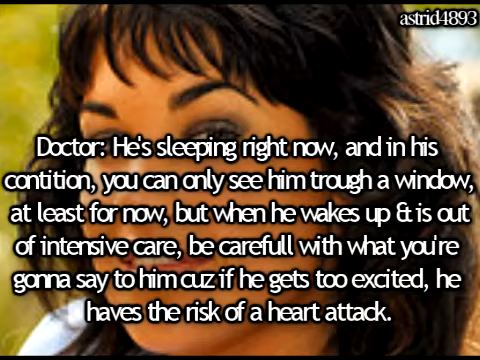 astrid4893
Doctor: He's sleeping right now, and in his
contition, you can only see him trough a window,
at least for now, but when he wakes up & is out
of intensive care, be carefull with what you're
gonna say to him cuz if he gets too excited, he
haves the risk of a heart attack.